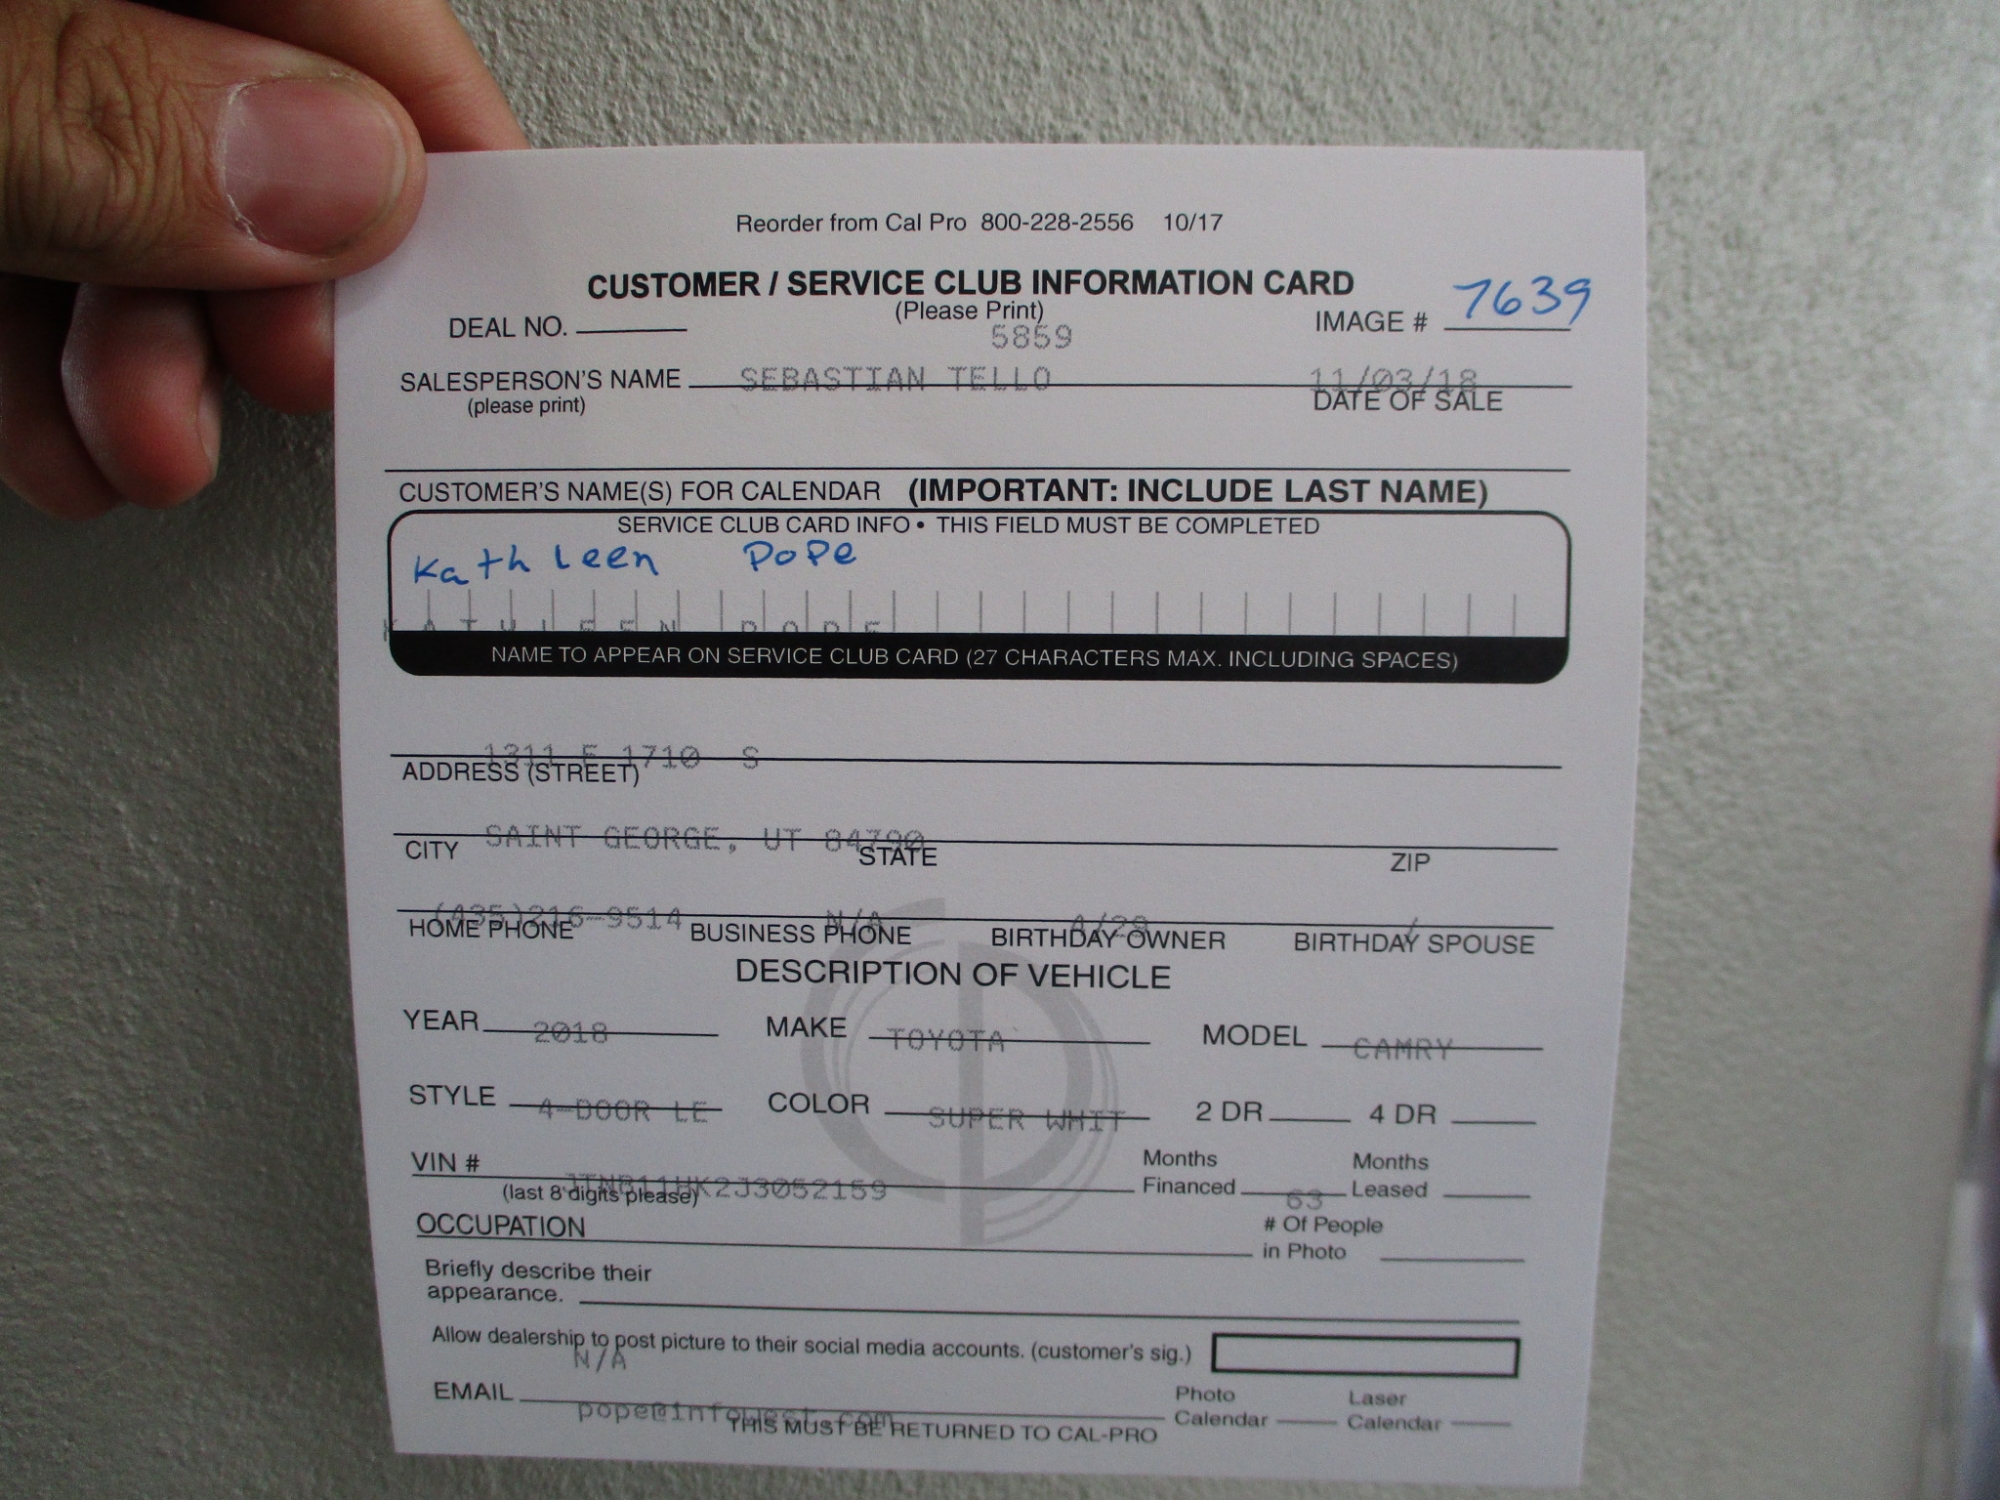 Reorder from Cal Pro 800-228-2556 10/17
CUSTOMER / SERVICE CLUB INFORMATION CARD
(Please Print)
DEAL NO. 5859 IMAGE # 7639
SALESPERSON'S NAME SEBASTIAN TELLO 11/03/18
(please print) DATE OF SALE
CUSTOMER'S NAME(S) FOR CALENDAR (IMPORTANT: INCLUDE LAST NAME)
SERVICE CLUB CARD INFO • THIS FIELD MUST BE COMPLETED
Kathleen Pope
KATHLEEN POPE
NAME TO APPEAR ON SERVICE CLUB CARD (27 CHARACTERS MAX. INCLUDING SPACES)
1311 E 1710 S
ADDRESS (STREET)
SAINT GEORGE, UT 84790
CITY STATE ZIP
(435)216-9514 N/A 4/29 /
HOME PHONE BUSINESS PHONE BIRTHDAY OWNER BIRTHDAY SPOUSE
DESCRIPTION OF VEHICLE
YEAR 2018 MAKE TOYOTA MODEL CAMRY
STYLE 4-DOOR LE COLOR SUPER WHIT 2 DR 4 DR
VIN # JTNB11HK2J3052159 Months Financed 63 Months Leased
(last 8 digits please)
OCCUPATION # Of People in Photo
Briefly describe their
appearance.
Allow dealership to post picture to their social media accounts. (customer's sig.)
N/A
EMAIL pope@infowest.com Photo Calendar Laser Calendar
THIS MUST BE RETURNED TO CAL-PRO